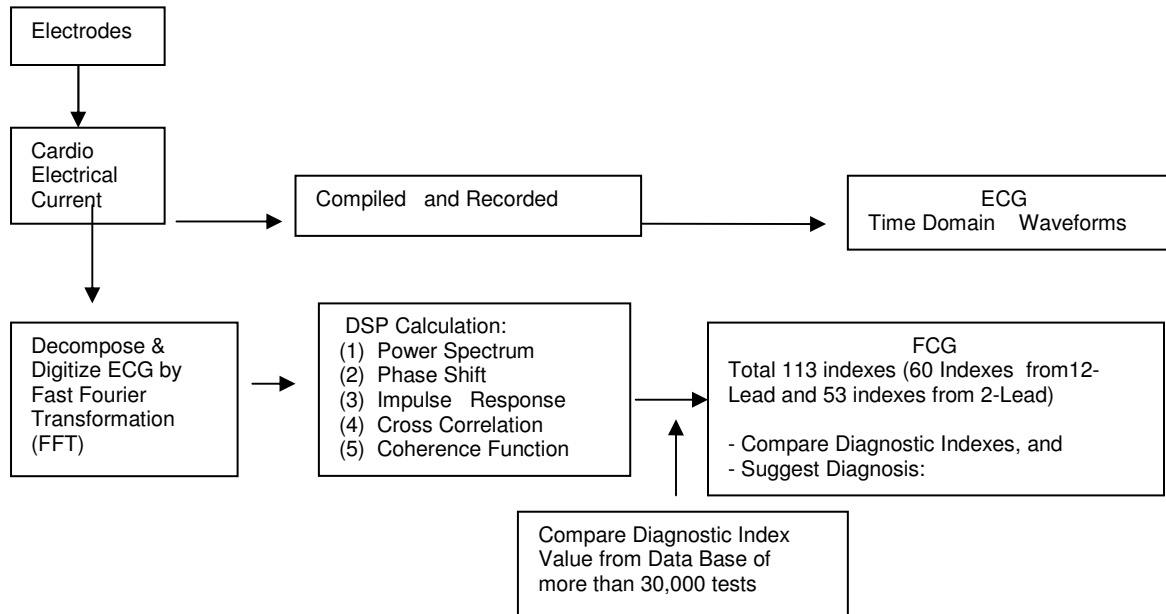 Electrodes
Cardio
Electrical
Current
Compiled and Recorded
ECG
Time Domain Waveforms
Decompose &
Digitize ECG by
Fast Fourier
Transformation
(FFT)
DSP Calculation:
(1) Power Spectrum
(2) Phase Shift
(3) Impulse Response
(4) Cross Correlation
(5) Coherence Function
FCG
Total 113 indexes (60 Indexes from12-
Lead and 53 indexes from 2-Lead)
- Compare Diagnostic Indexes, and
- Suggest Diagnosis:
Compare Diagnostic Index
Value from Data Base of
more than 30,000 tests